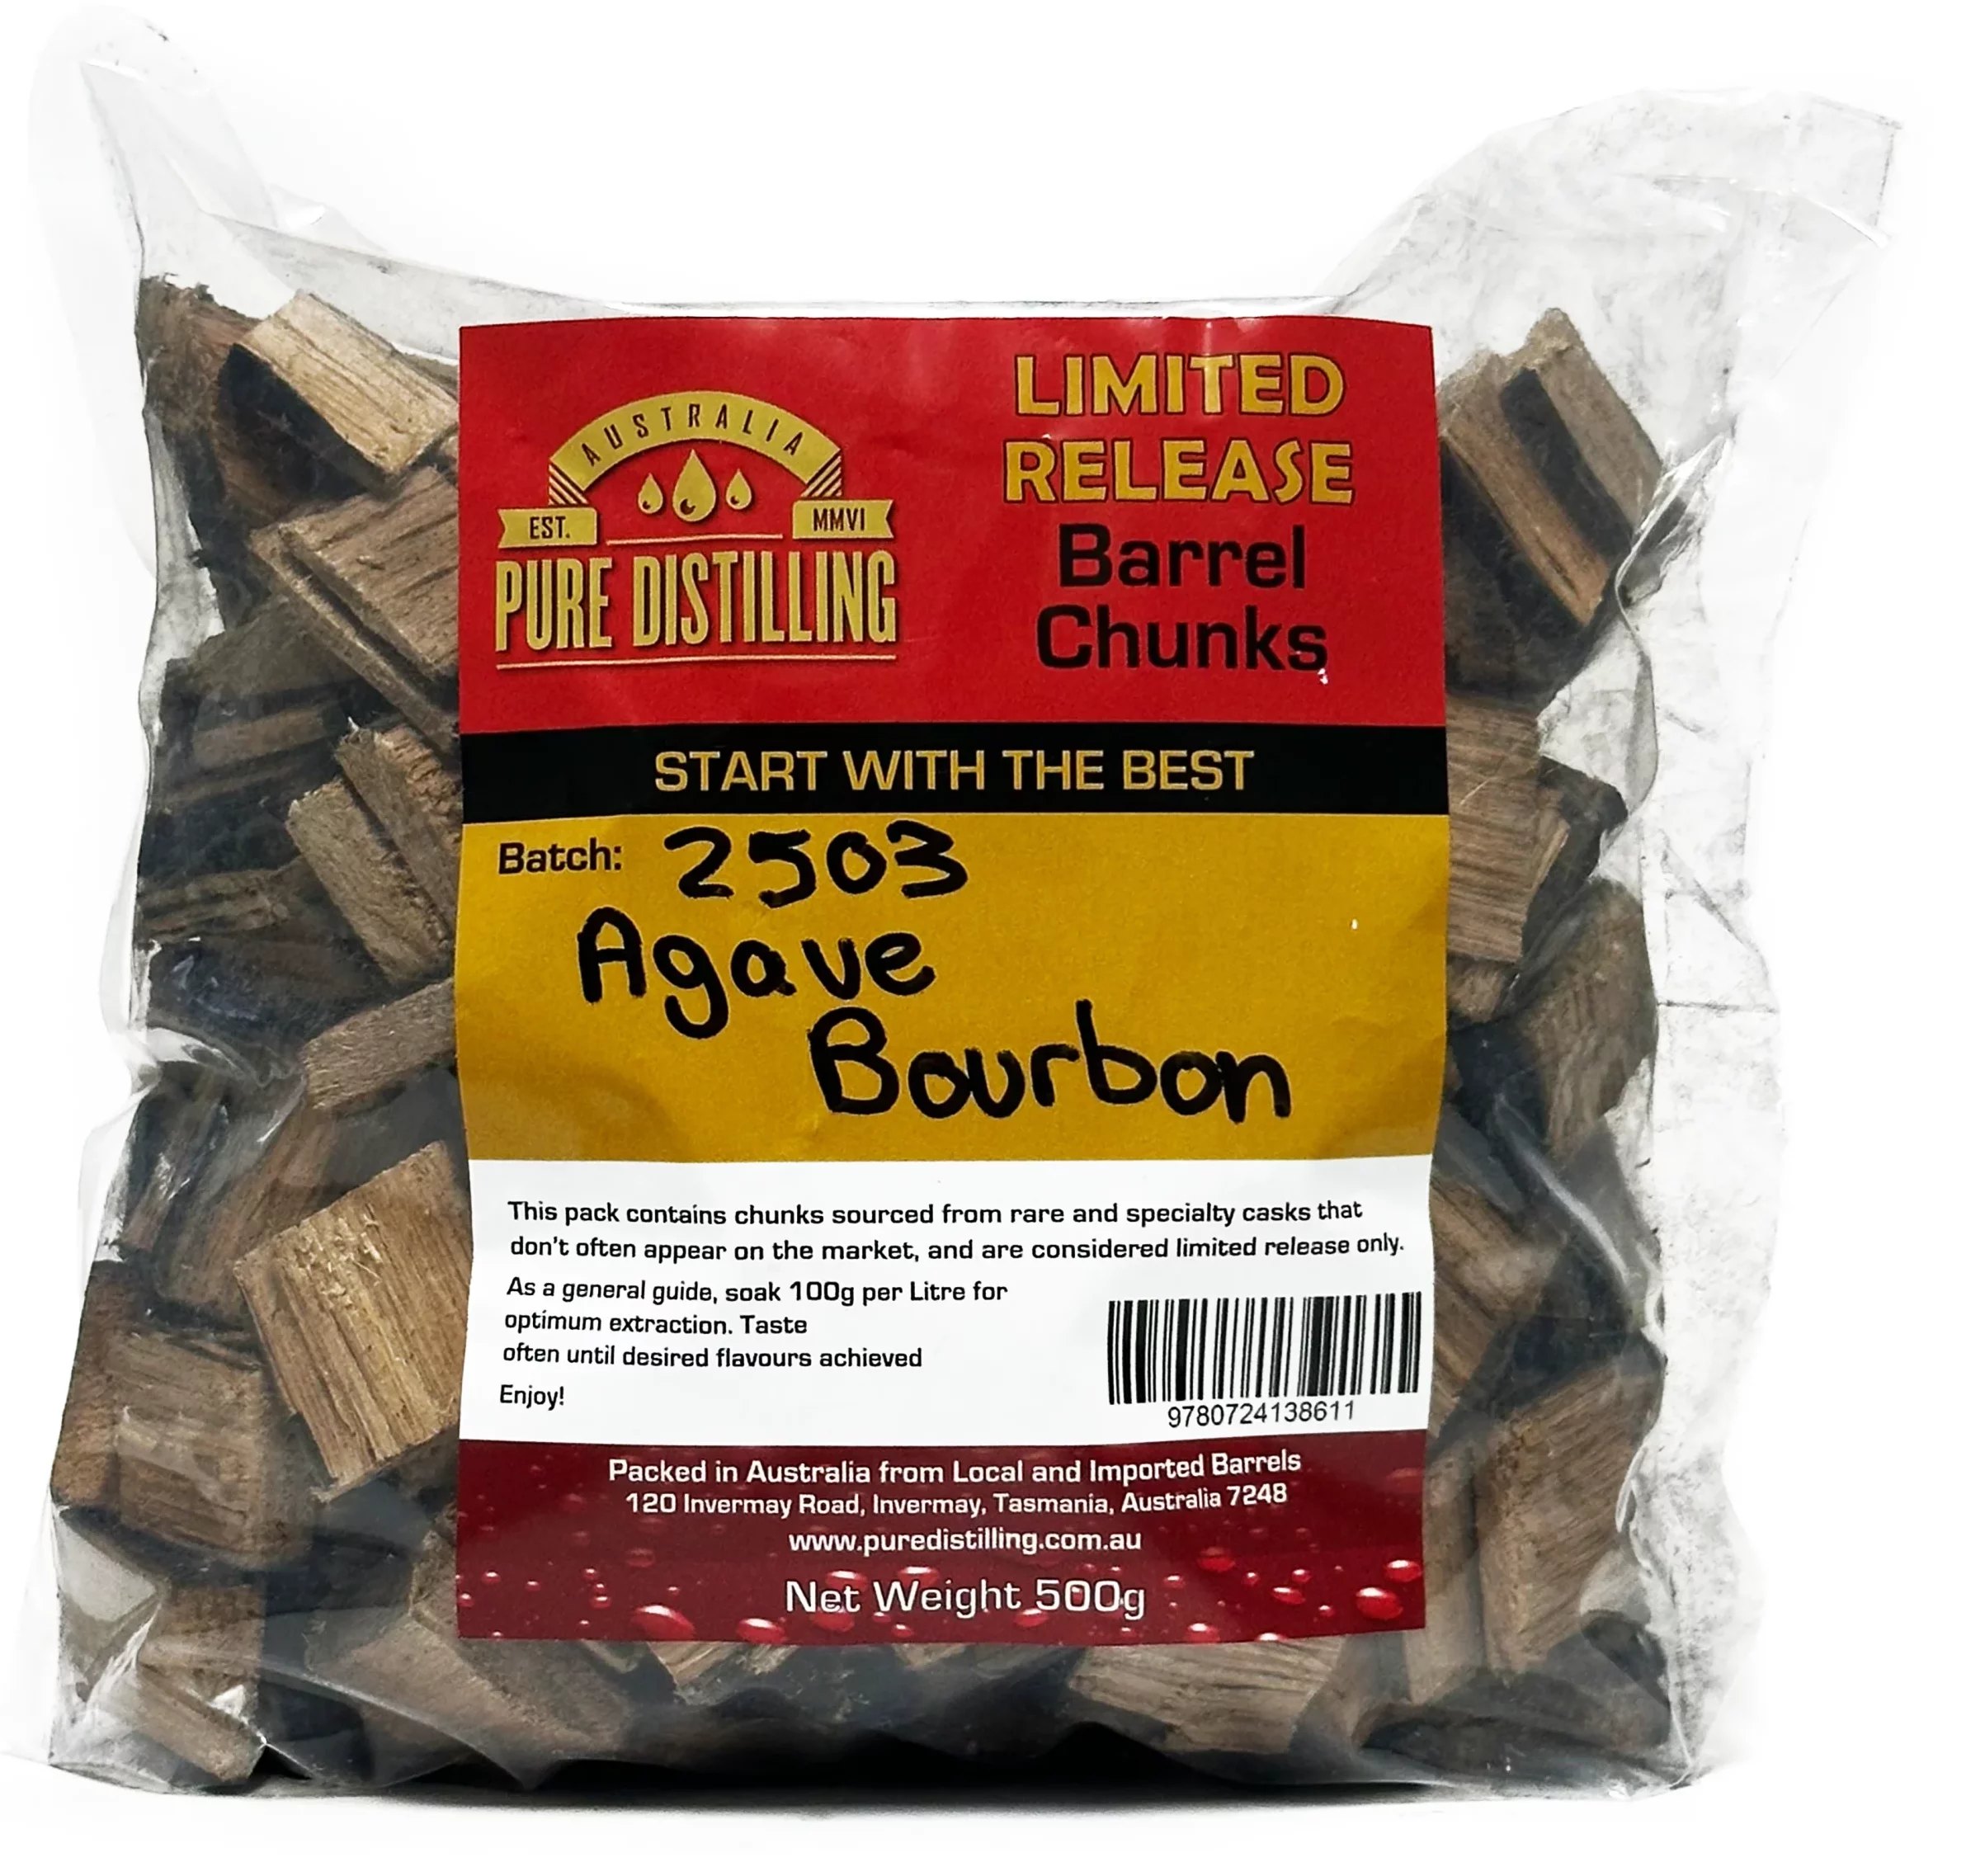 AUSTRALIA
EST. MMVI
PURE DISTILLING
LIMITED
RELEASE
Barrel
Chunks
START WITH THE BEST
Batch: 2503
Agave
Bourbon
This pack contains chunks sourced from rare and specialty casks that
don't often appear on the market, and are considered limited release only.
As a general guide, soak 100g per Litre for
optimum extraction. Taste
often until desired flavours achieved
Enjoy!
9780724138611
Packed in Australia from Local and Imported Barrels
120 Invermay Road, Invermay, Tasmania, Australia 7248
www.puredistilling.com.au
Net Weight 500g